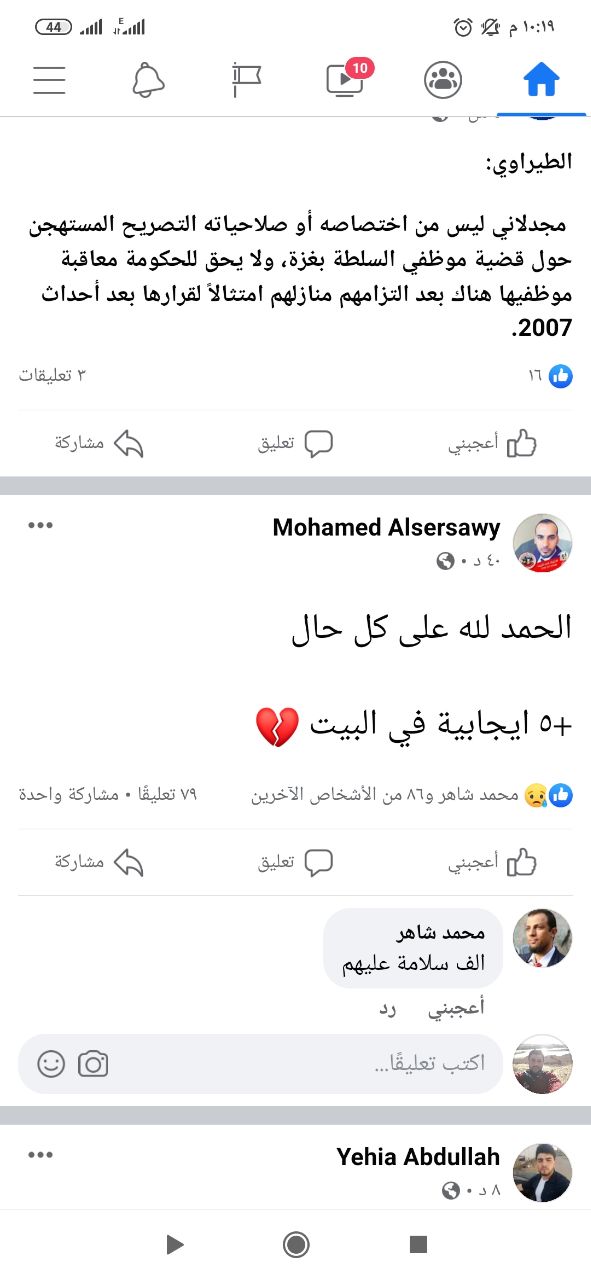 44
E
١٠:١٩ م
10
الطيراوي:
مجدلاني ليس من اختصاصه أو صلاحياته التصريح المستهجن
حول قضية موظفي السلطة بغزة، ولا يحق للحكومة معاقبة
موظفيها هناك بعد التزامهم منازلهم امتثالاً لقرارها بعد أحداث
2007.
١٦
٣ تعليقات
أعجبني
تعليق
مشاركة
Mohamed Alsersawy
٤٠ د
الحمد لله على كل حال
+٥ ايجابية في البيت 💔
محمد شاهر و٨٦ من الأشخاص الآخرين
٧٩ تعليقًا • مشاركة واحدة
أعجبني
تعليق
مشاركة
محمد شاهر
الف سلامة عليهم
أعجبني
رد
اكتب تعليقًا...
Yehia Abdullah
٨ د